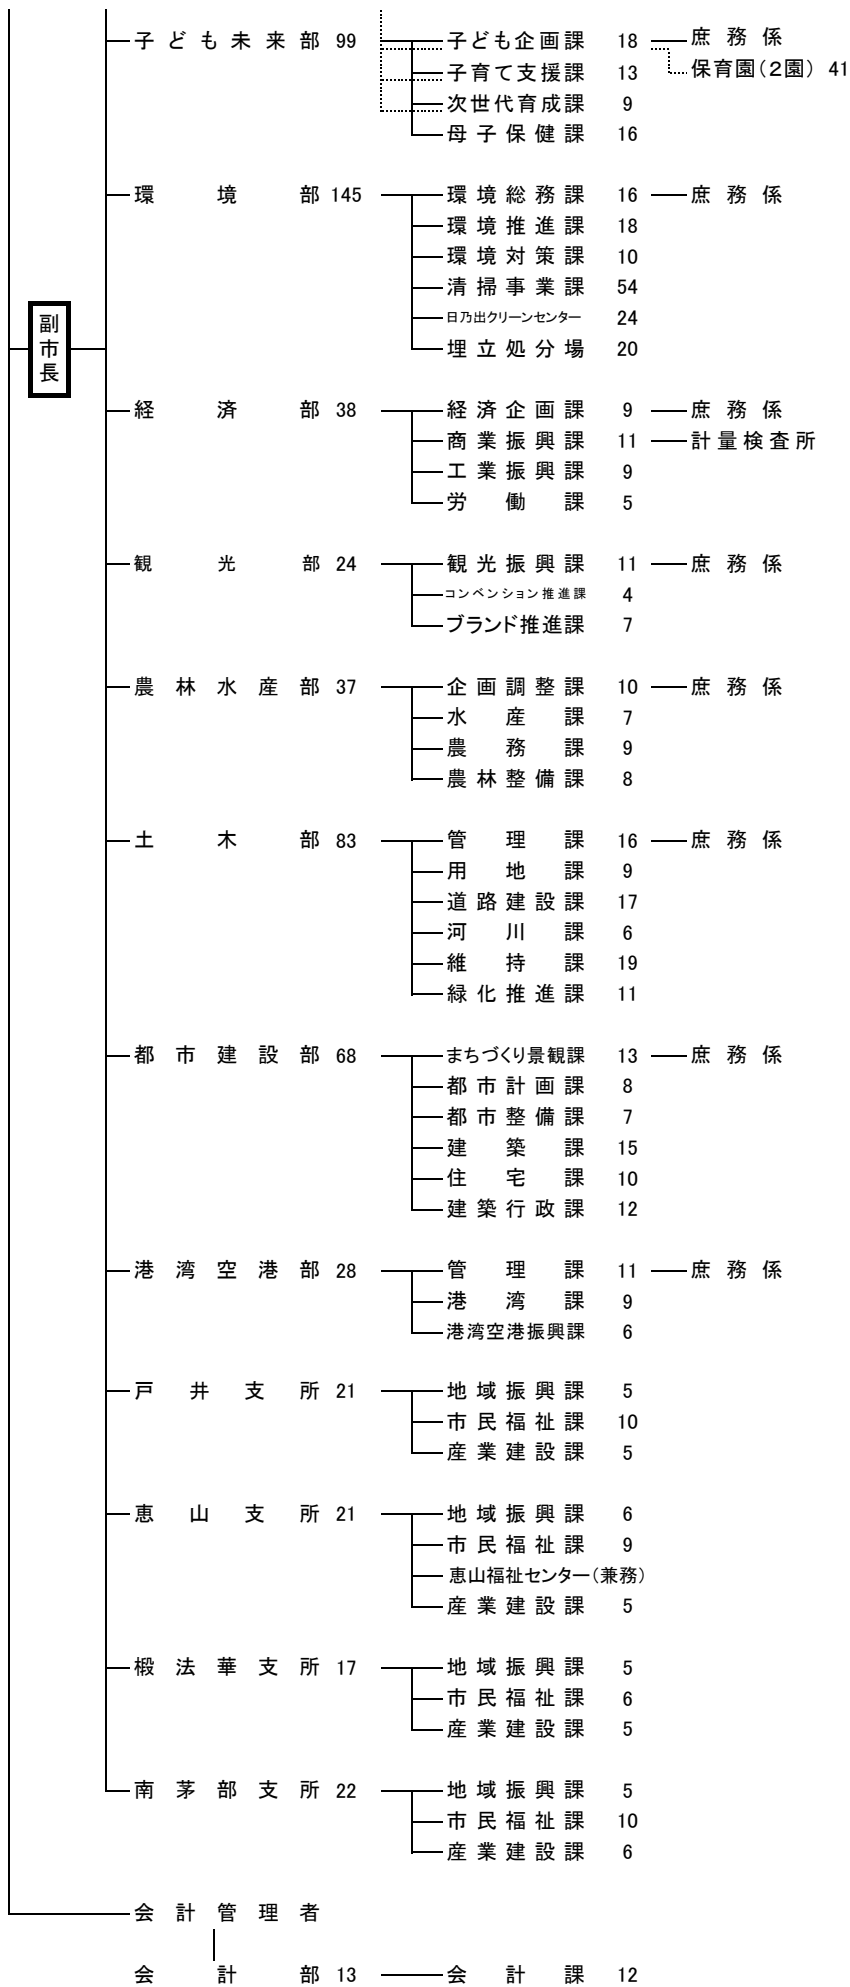 子ども未来部 99 子ども企画課 18 庶務係
保育園(2園) 41
子育て支援課 13
次世代育成課 9
母子保健課 16
環境部 145 環境総務課 16 庶務係
環境推進課 18
環境対策課 10
清掃事業課 54
日乃出クリーンセンター 24
副市長
埋立処分場 20
経済部 38 経済企画課 9 庶務係
商業振興課 11 計量検査所
工業振興課 9
労働課 5
観光部 24 観光振興課 11 庶務係
コンベンション推進課 4
ブランド推進課 7
農林水産部 37 企画調整課 10 庶務係
水産課 7
農務課 9
農林整備課 8
土木部 83 管理課 16 庶務係
用地課 9
道路建設課 17
河川課 6
維持課 19
緑化推進課 11
都市建設部 68 まちづくり景観課 13 庶務係
都市計画課 8
都市整備課 7
建築課 15
住宅課 10
建築行政課 12
港湾空港部 28 管理課 11 庶務係
港湾課 9
港湾空港振興課 6
戸井支所 21 地域振興課 5
市民福祉課 10
産業建設課 5
恵山支所 21 地域振興課 6
市民福祉課 9
恵山福祉センター(兼務)
産業建設課 5
椴法華支所 17 地域振興課 5
市民福祉課 6
産業建設課 5
南茅部支所 22 地域振興課 5
市民福祉課 10
産業建設課 6
会計管理者
会計部 13 会計課 12